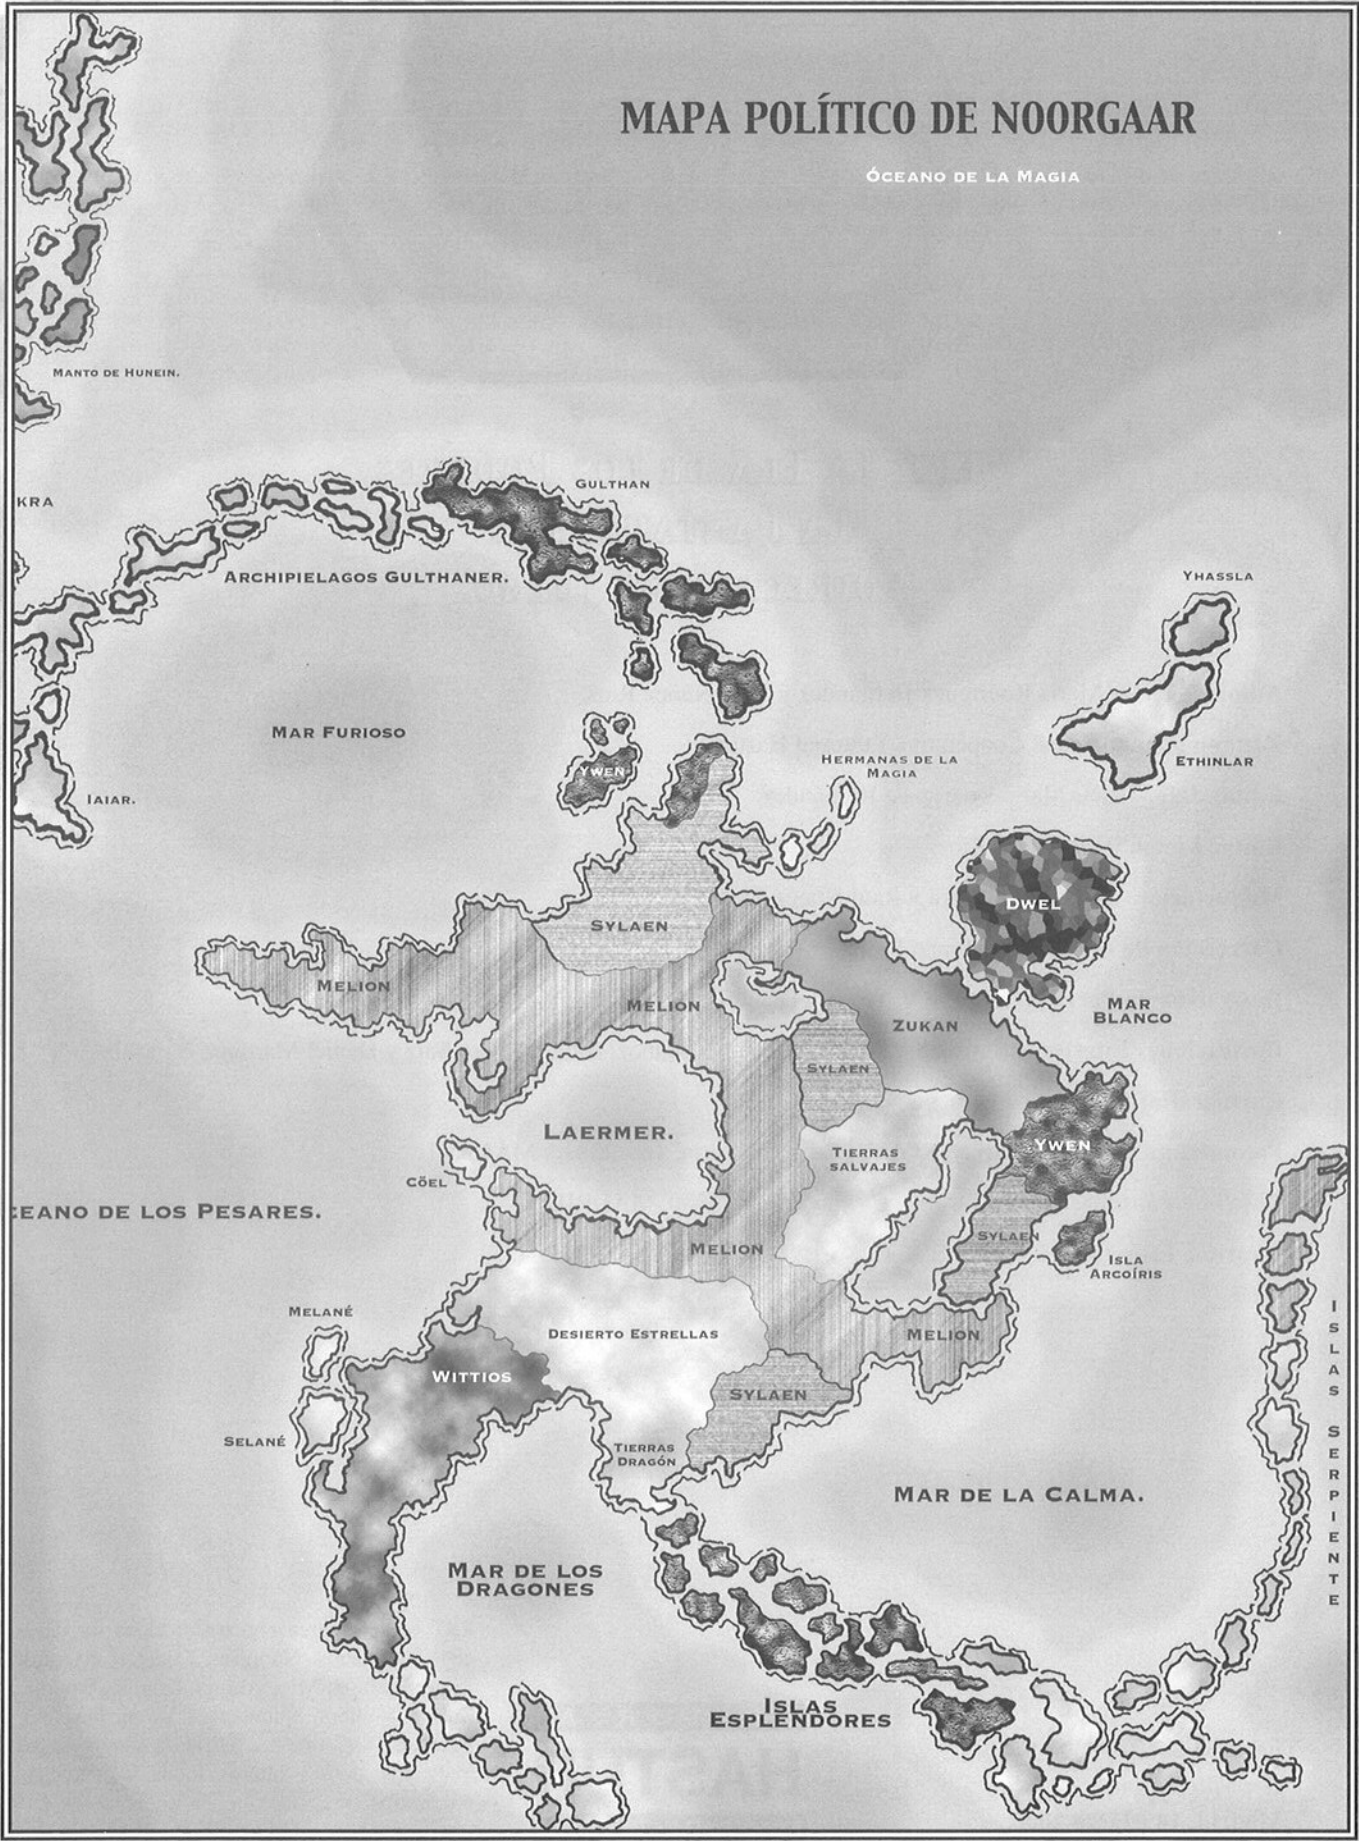 MAPA POLÍTICO DE NOORGAAR
ÓCEANO DE LA MAGIA
MANTO DE HUNEIN.
GULTHAN
KRA
ARCHIPIELAGOS GULTHANER.
YHASSLA
MAR FURIOSO
HERMANAS DE LA
MAGIA
ETHINLAR
YWEN
IAIAR.
DWEL
SYLAEN
MELION
MELION
MAR
BLANCO
ZUKAN
SYLAEN
LAERMER.
YWEN
TIERRAS
SALVAJES
CÖEL
CEANO DE LOS PESARES.
SYLAEN
MELION
ISLA
ARCOÍRIS
MELANÉ
DESIERTO ESTRELLAS
MELION
WITTIOS
SYLAEN
ISLAS SERPIENTE
SELANÉ
TIERRAS
DRAGÓN
MAR DE LA CALMA.
MAR DE LOS
DRAGONES
ISLAS
ESPLENDORES